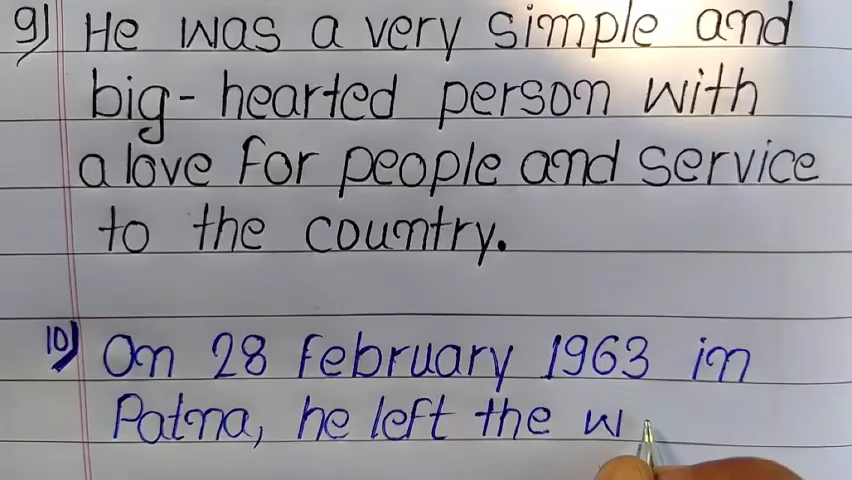 9) He was a very simple and
big-hearted person with
a love for people and service
to the country.
10) On 28 February 1963 in
Patna, he left the w